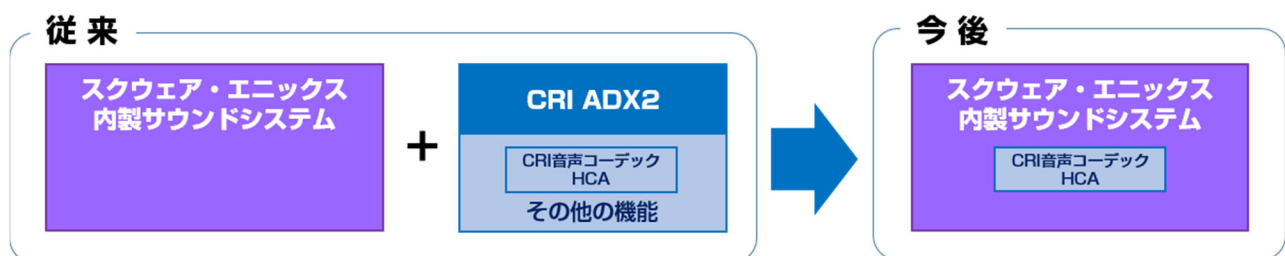 従来
スクウェア・エニックス
内製サウンドシステム
+
CRI ADX2
CRI音声コーデック
HCA
その他の機能
今後
スクウェア・エニックス
内製サウンドシステム
CRI音声コーデック
HCA